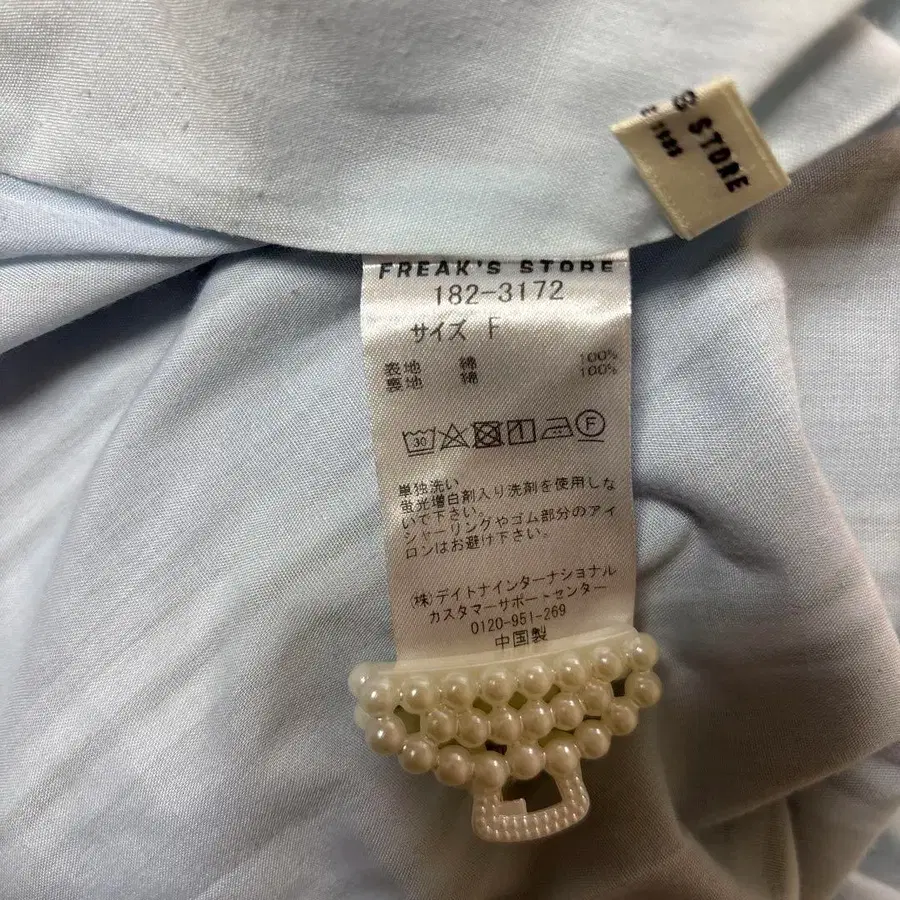 S STORE
1986
FREAK'S STORE
182-3172
サイズ F
表地 綿 100%
裏地 綿 100%
30 F
単独洗い
蛍光増白剤入り洗剤を使用しな
いで下さい。
シャーリングやゴム部分のアイ
ロンはお避け下さい。
(株)デイトナインターナショナル
カスタマーサポートセンター
0120-951-269
中国製